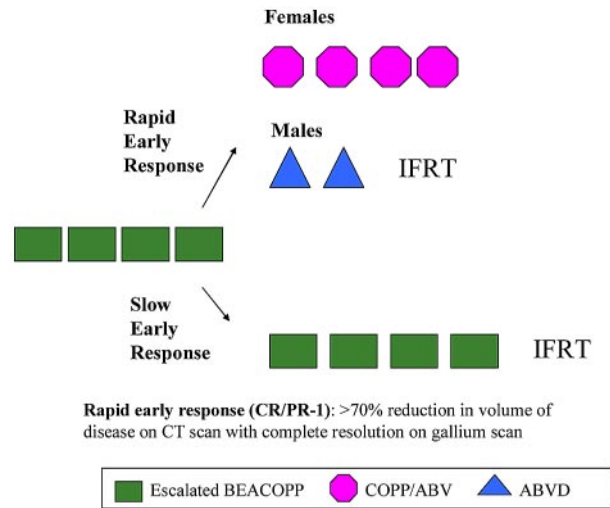 Females
Rapid
Early
Response
Males
IFRT
Slow
Early
Response
IFRT
Rapid early response (CR/PR-1): >70% reduction in volume of
disease on CT scan with complete resolution on gallium scan
Escalated BEACOPP COPP/ABV ABVD